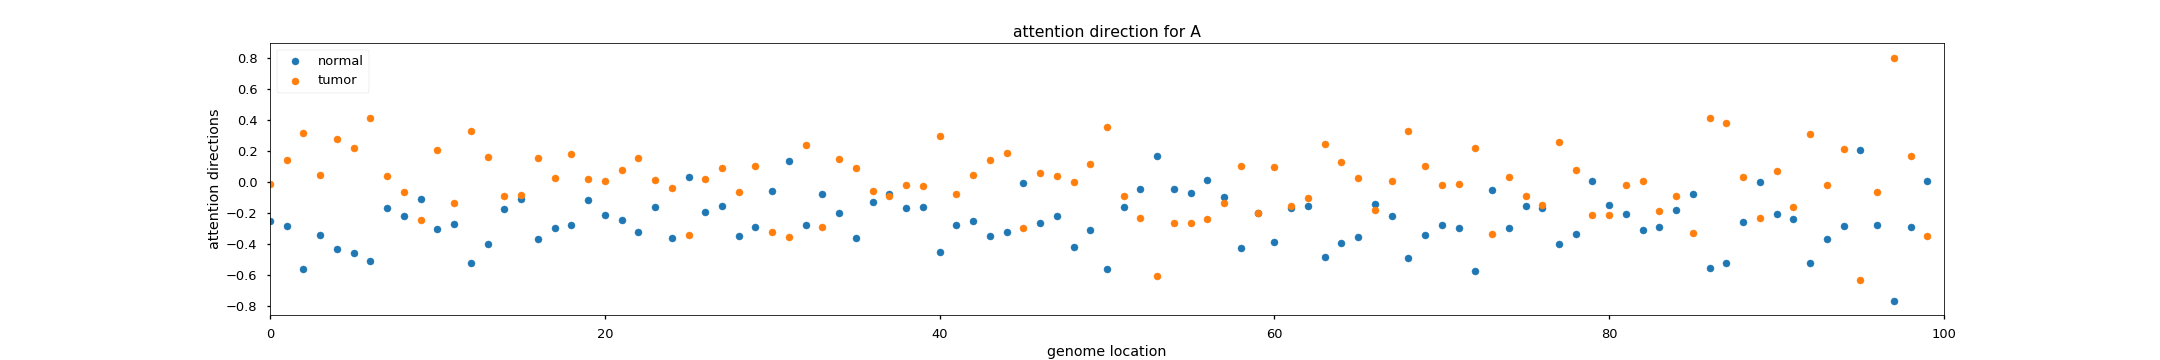 attention direction for A
normal
tumor
attention directions
0.8
0.6
0.4
0.2
0.0
−0.2
−0.4
−0.6
−0.8
0 20 40 60 80 100
genome location